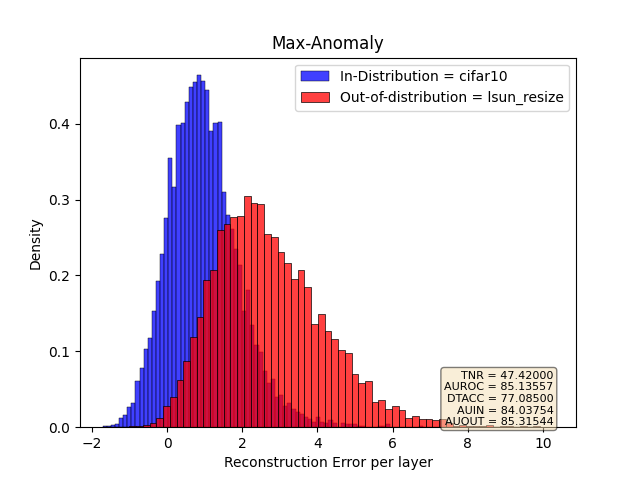 Max-Anomaly
In-Distribution = cifar10
Out-of-distribution = lsun_resize
Density
0.4
0.3
0.2
0.1
0.0
TNR = 47.42000
AUROC = 85.13557
DTACC = 77.08500
AUIN = 84.03754
AUOUT = 85.31544
−2
0
2
4
6
8
10
Reconstruction Error per layer